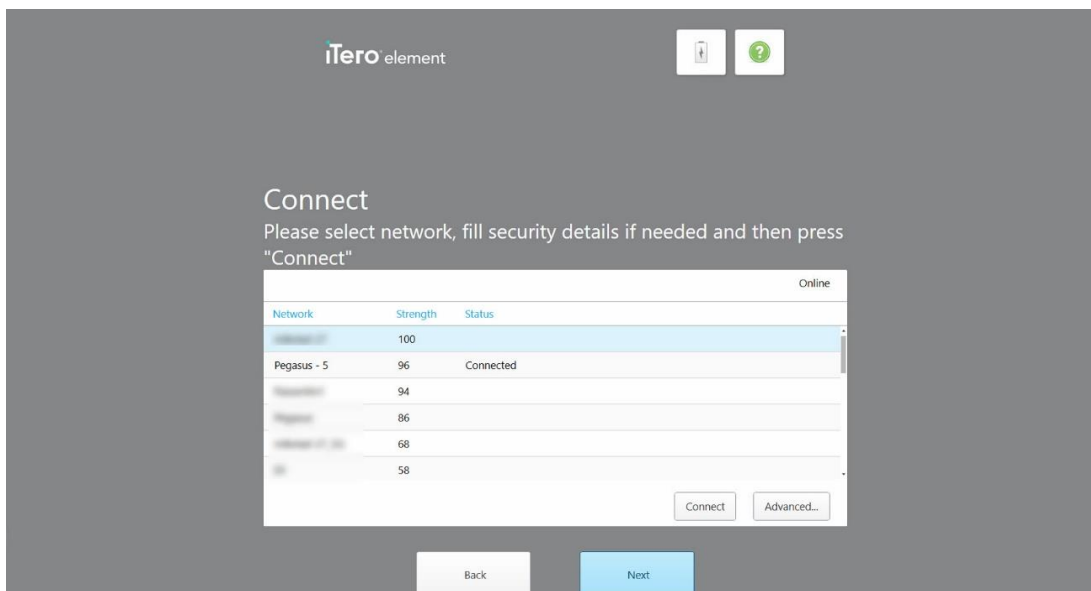 iTero element
Connect
Please select network, fill security details if needed and then press
"Connect"
Online
Network Strength Status
100
Pegasus - 5 96 Connected
94
86
68
58
Connect Advanced...
Back Next